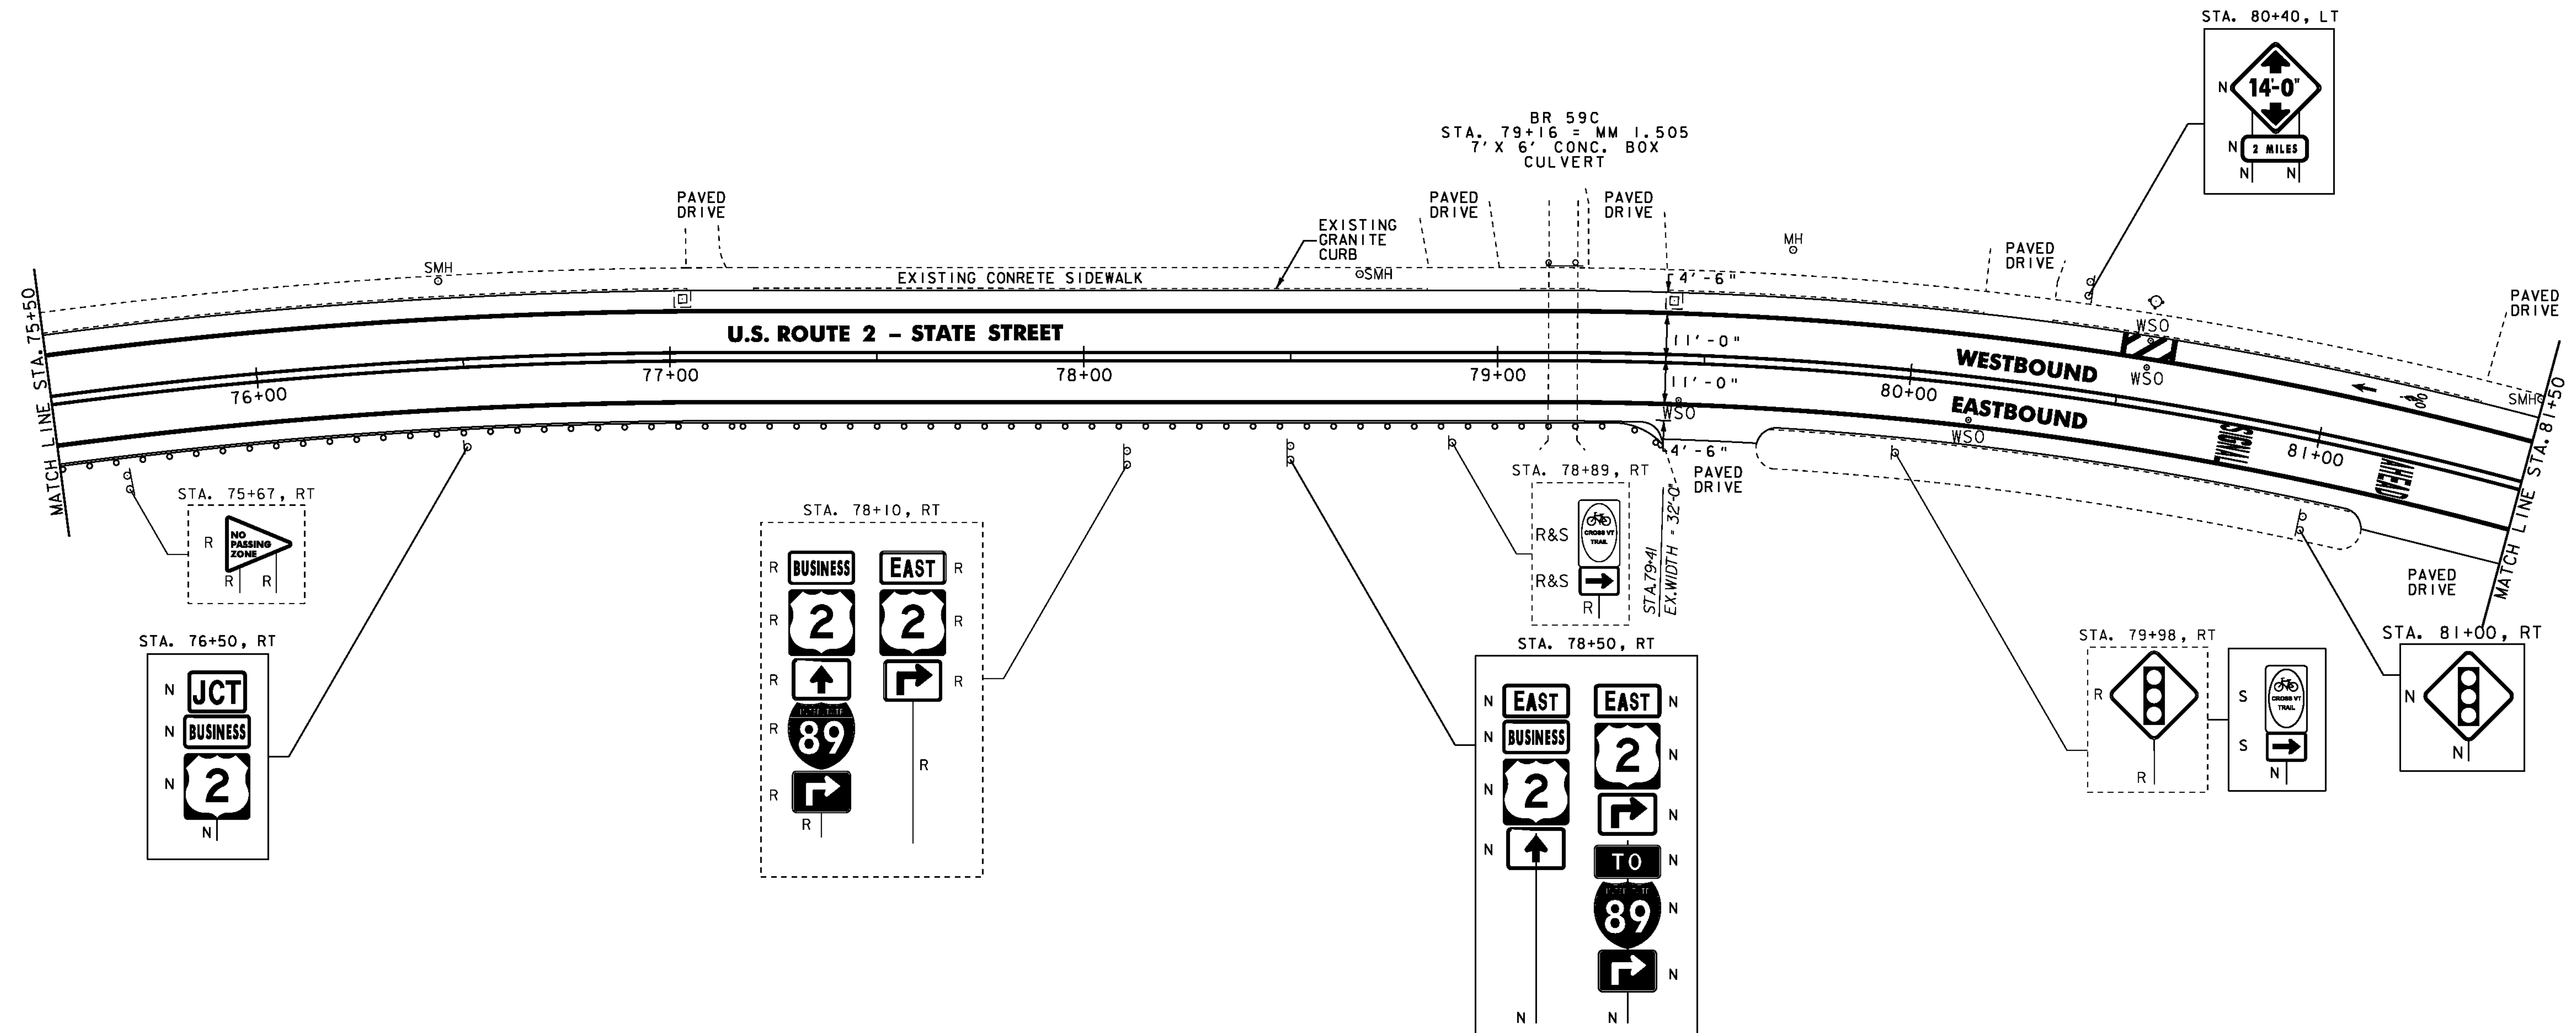 STA. 80+40, LT
N
14'-0"
N
2 MILES
N
N
BR 59C
STA. 79+16 = MM 1.505
7' X 6' CONC. BOX
CULVERT
PAVED
DRIVE
EXISTING
GRANITE
CURB
PAVED
DRIVE
PAVED
DRIVE
MH
PAVED
DRIVE
PAVED
DRIVE
SMH
EXISTING CONRETE SIDEWALK
SMH
4'-6"
WSO
MATCH LINE STA. 75+50
U.S. ROUTE 2 – STATE STREET
11'-0"
WESTBOUND
WSO
SMH
76+00
77+00
78+00
79+00
11'-0"
80+00
EASTBOUND
WSO
WSO
SIGNAL
81+00
AHEAD
MATCH LINE STA. 81+50
4'-6"
PAVED
DRIVE
STA.79+41
EX.WIDTH = 32'-0"
PAVED
DRIVE
STA. 75+67, RT
R
NO
PASSING
ZONE
R
R
STA. 76+50, RT
N
JCT
N
BUSINESS
N
2
N
STA. 78+10, RT
R
BUSINESS
EAST
R
R
2
2
R
R
R
R
INTERSTATE
89
R
R
R
STA. 78+89, RT
R&S
CROSS VT
TRAIL
R&S
R
STA. 78+50, RT
N
EAST
EAST
N
N
BUSINESS
N
2
2
N
N
N
TO
N
INTERSTATE
89
N
N
N
N
STA. 79+98, RT
R
R
S
CROSS VT
TRAIL
S
N
STA. 81+00, RT
N
N